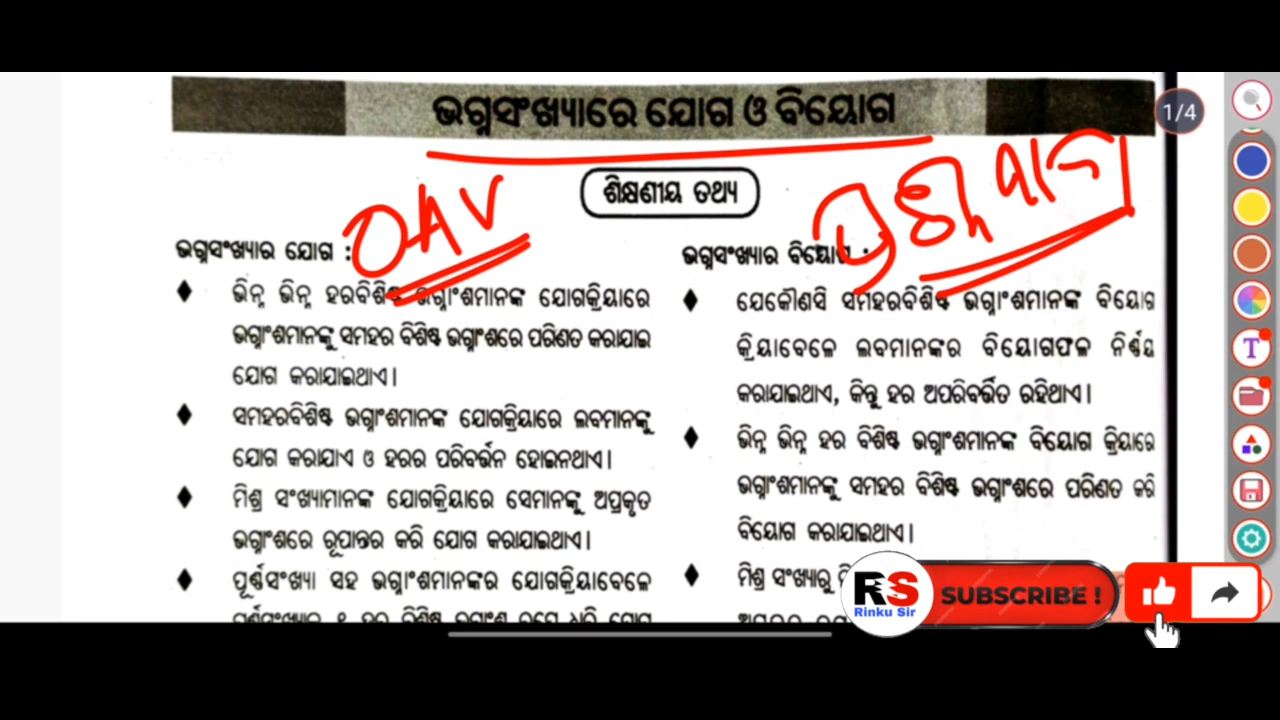 ଭଗ୍ନସଂଖ୍ୟାରେ ଯୋଗ ଓ ବିୟୋଗ
1/4
ଶିକ୍ଷଣୀୟ ତଥ୍ୟ
OAV
ପ୍ରଶ୍ନ
ଭଗ୍ନସଂଖ୍ୟାର ଯୋଗ :
♦ ଭିନ୍ନ ଭିନ୍ନ ହରବିଶିଷ୍ଟ ଭଗ୍ନାଂଶମାନଙ୍କ ଯୋଗକ୍ରିୟାରେ
ଭଗ୍ନାଂଶମାନଙ୍କୁ ସମହର ବିଶିଷ୍ଟ ଭଗ୍ନାଂଶରେ ପରିଣତ କରାଯାଇ
ଯୋଗ କରାଯାଇଥାଏ।
♦ ସମହରବିଶିଷ୍ଟ ଭଗ୍ନାଂଶମାନଙ୍କ ଯୋଗକ୍ରିୟାରେ ଲବମାନଙ୍କୁ
ଯୋଗ କରାଯାଏ ଓ ହରର ପରିବର୍ତ୍ତନ ହୋଇନଥାଏ।
♦ ମିଶ୍ର ସଂଖ୍ୟାମାନଙ୍କ ଯୋଗକ୍ରିୟାରେ ସେମାନଙ୍କୁ ଅପ୍ରକୃତ
ଭଗ୍ନାଂଶରେ ରୂପାନ୍ତର କରି ଯୋଗ କରାଯାଇଥାଏ।
♦ ପୂର୍ଣ୍ଣସଂଖ୍ୟା ସହ ଭଗ୍ନାଂଶମାନଙ୍କର ଯୋଗକ୍ରିୟାବେଳେ
ଭଗ୍ନସଂଖ୍ୟାର ବିୟୋଗ :
♦ ଯେକୌଣସି ସମହରବିଶିଷ୍ଟ ଭଗ୍ନାଂଶମାନଙ୍କ ବିୟୋଗ
କ୍ରିୟାବେଳେ ଲବମାନଙ୍କର ବିୟୋଗଫଳ ନିର୍ଣ୍ଣୟ
କରାଯାଇଥାଏ, କିନ୍ତୁ ହର ଅପରିବର୍ତ୍ତିତ ରହିଥାଏ।
♦ ଭିନ୍ନ ଭିନ୍ନ ହର ବିଶିଷ୍ଟ ଭଗ୍ନାଂଶମାନଙ୍କ ବିୟୋଗ କ୍ରିୟାରେ
ଭଗ୍ନାଂଶମାନଙ୍କୁ ସମହର ବିଶିଷ୍ଟ ଭଗ୍ନାଂଶରେ ପରିଣତ କରି
ବିୟୋଗ କରାଯାଇଥାଏ।
♦ ମିଶ୍ର ସଂଖ୍ୟାରୁ
T
RS
Rinku Sir
SUBSCRIBE !